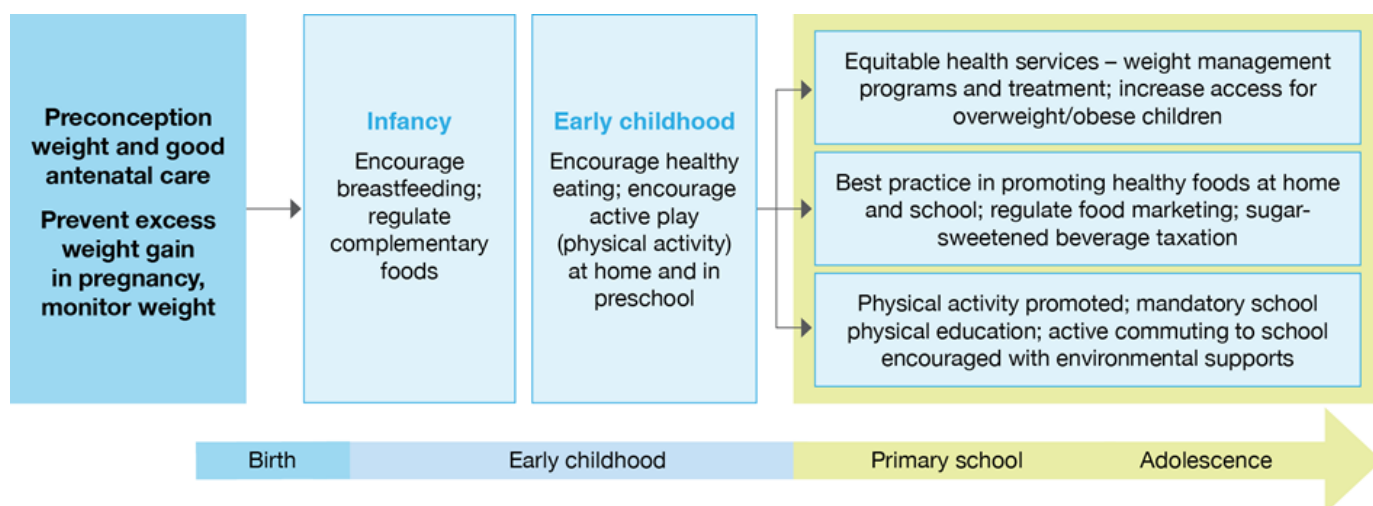 Preconception
weight and good
antenatal care
Prevent excess
weight gain
in pregnancy,
monitor weight
Infancy
Encourage
breastfeeding;
regulate
complementary
foods
Early childhood
Encourage healthy
eating; encourage
active play
(physical activity)
at home and in
preschool
Equitable health services – weight management
programs and treatment; increase access for
overweight/obese children
Best practice in promoting healthy foods at home
and school; regulate food marketing; sugar-
sweetened beverage taxation
Physical activity promoted; mandatory school
physical education; active commuting to school
encouraged with environmental supports
Birth
Early childhood
Primary school
Adolescence